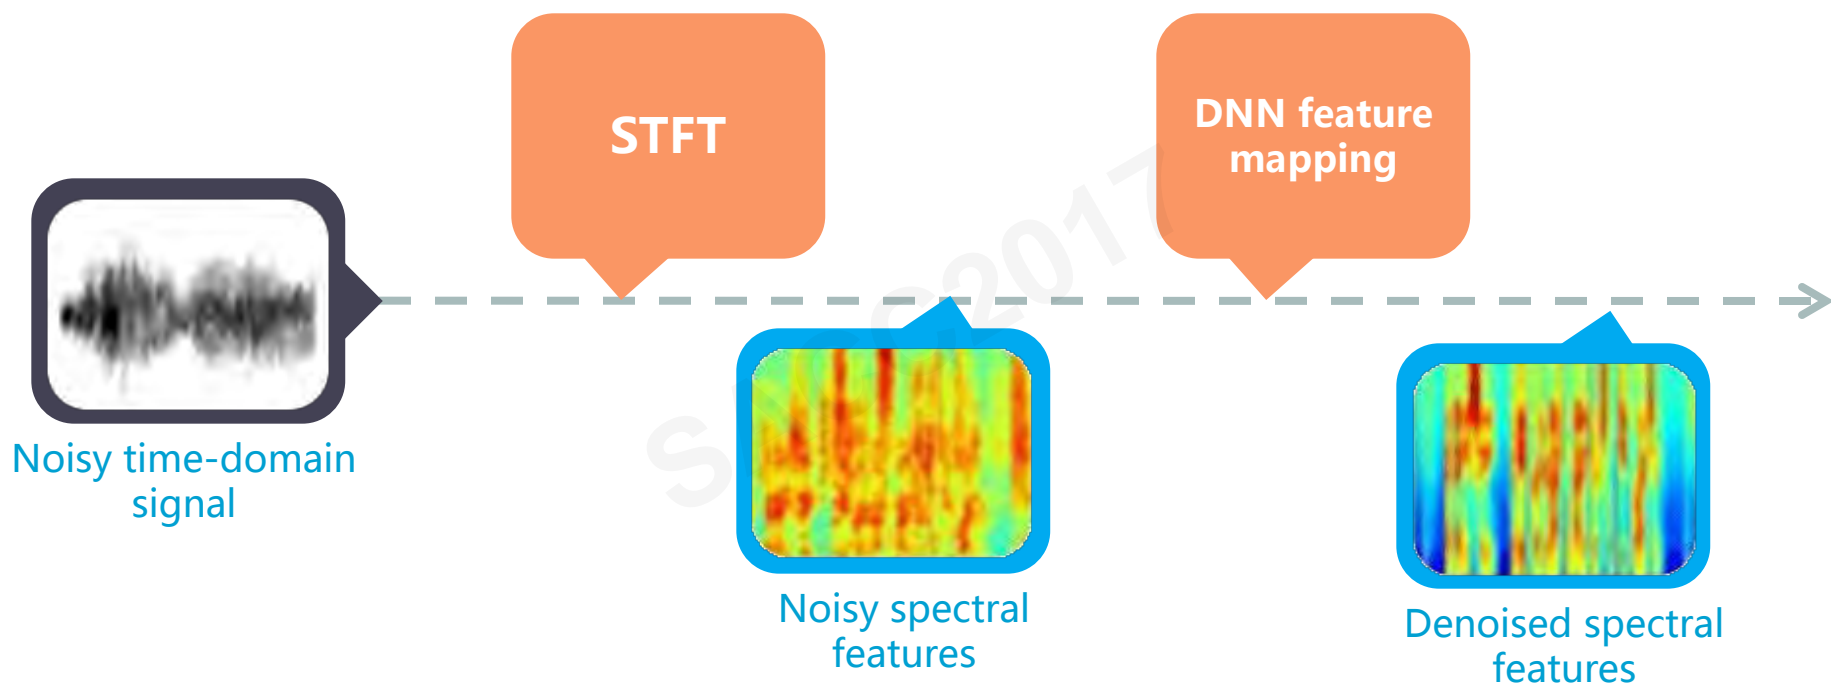 STFT
DNN feature
mapping
Noisy time-domain
signal
Noisy spectral
features
Denoised spectral
features